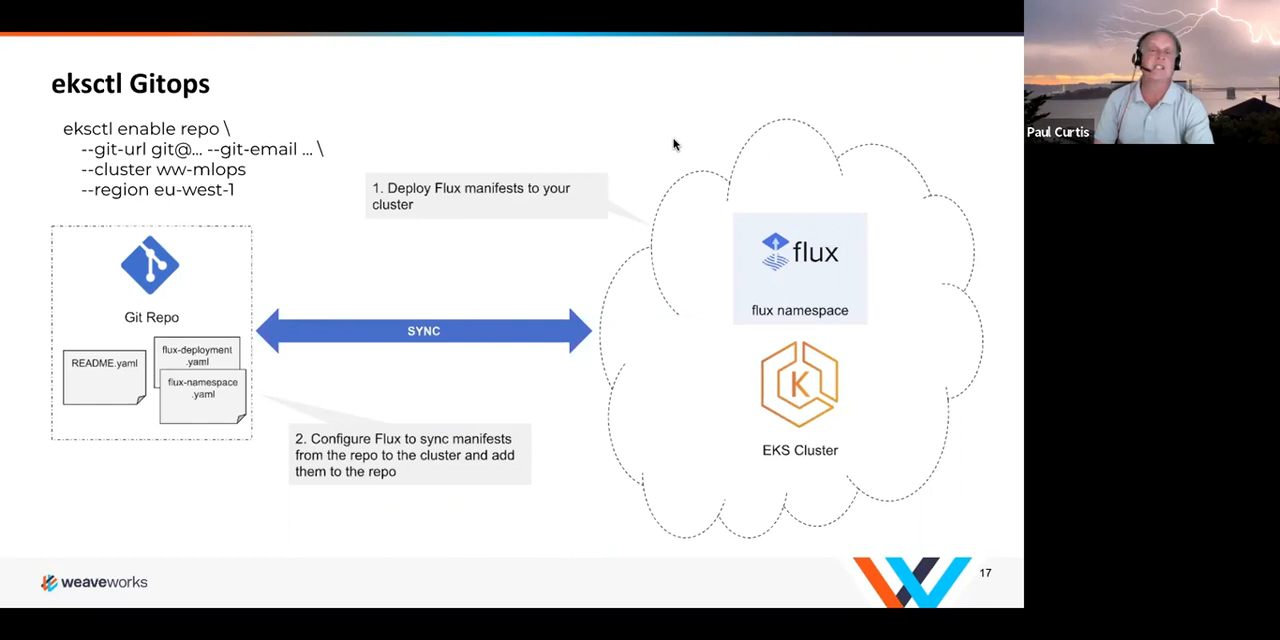 eksctl Gitops
eksctl enable repo \
--git-url git@... --git-email ... \
--cluster ww-mlops
--region eu-west-1
1. Deploy Flux manifests to your
cluster
flux
flux namespace
Git Repo
SYNC
README.yaml
flux-deployment
.yaml
flux-namespace
.yaml
K
EKS Cluster
2. Configure Flux to sync manifests
from the repo to the cluster and add
them to the repo
weaveworks
17
Paul Curtis